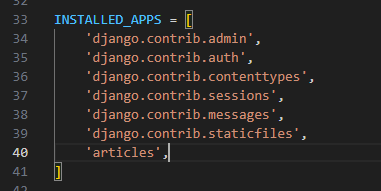 32
33 INSTALLED_APPS = [
34 'django.contrib.admin',
35 'django.contrib.auth',
36 'django.contrib.contenttypes',
37 'django.contrib.sessions',
38 'django.contrib.messages',
39 'django.contrib.staticfiles',
40 'articles',
41 ]